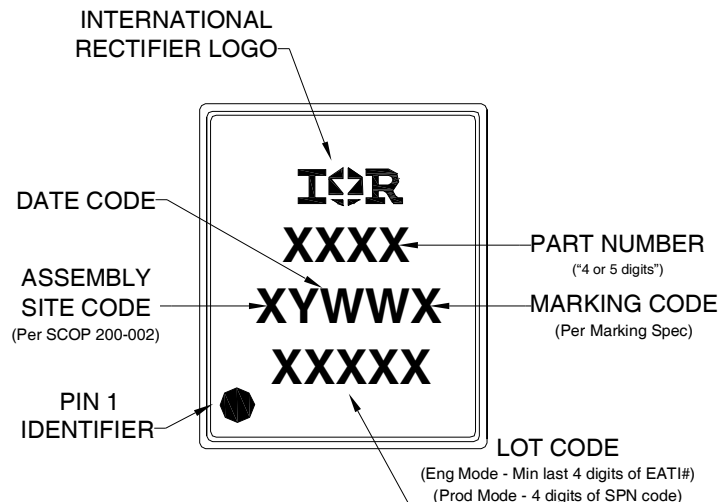 INTERNATIONAL
RECTIFIER LOGO
IOR
DATE CODE
XXXX
PART NUMBER
(“4 or 5 digits”)
ASSEMBLY
SITE CODE
(Per SCOP 200-002)
XYWWX
MARKING CODE
(Per Marking Spec)
XXXXX
PIN 1
IDENTIFIER
LOT CODE
(Eng Mode - Min last 4 digits of EATI#)
(Prod Mode - 4 digits of SPN code)